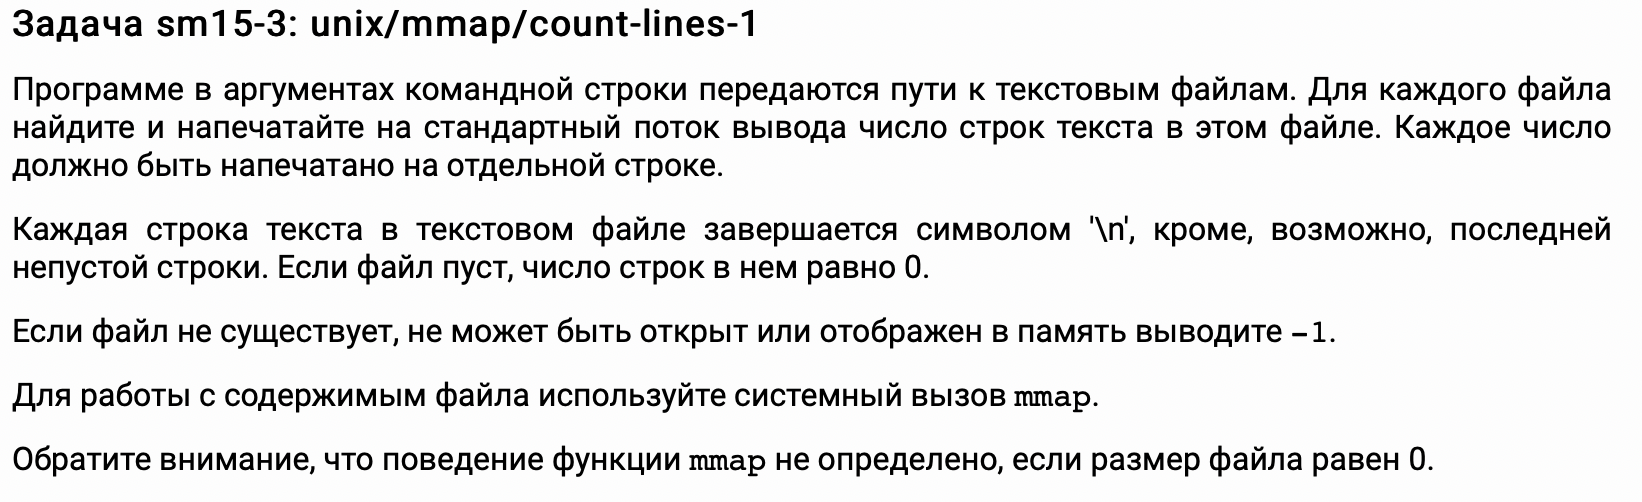 Задача sm15-3: unix/mmap/count-lines-1
Программе в аргументах командной строки передаются пути к текстовым файлам. Для каждого файла
найдите и напечатайте на стандартный поток вывода число строк текста в этом файле. Каждое число
должно быть напечатано на отдельной строке.
Каждая строка текста в текстовом файле завершается символом '\n', кроме, возможно, последней
непустой строки. Если файл пуст, число строк в нем равно 0.
Если файл не существует, не может быть открыт или отображен в память выводите -1.
Для работы с содержимым файла используйте системный вызов mmap.
Обратите внимание, что поведение функции mmap не определено, если размер файла равен 0.